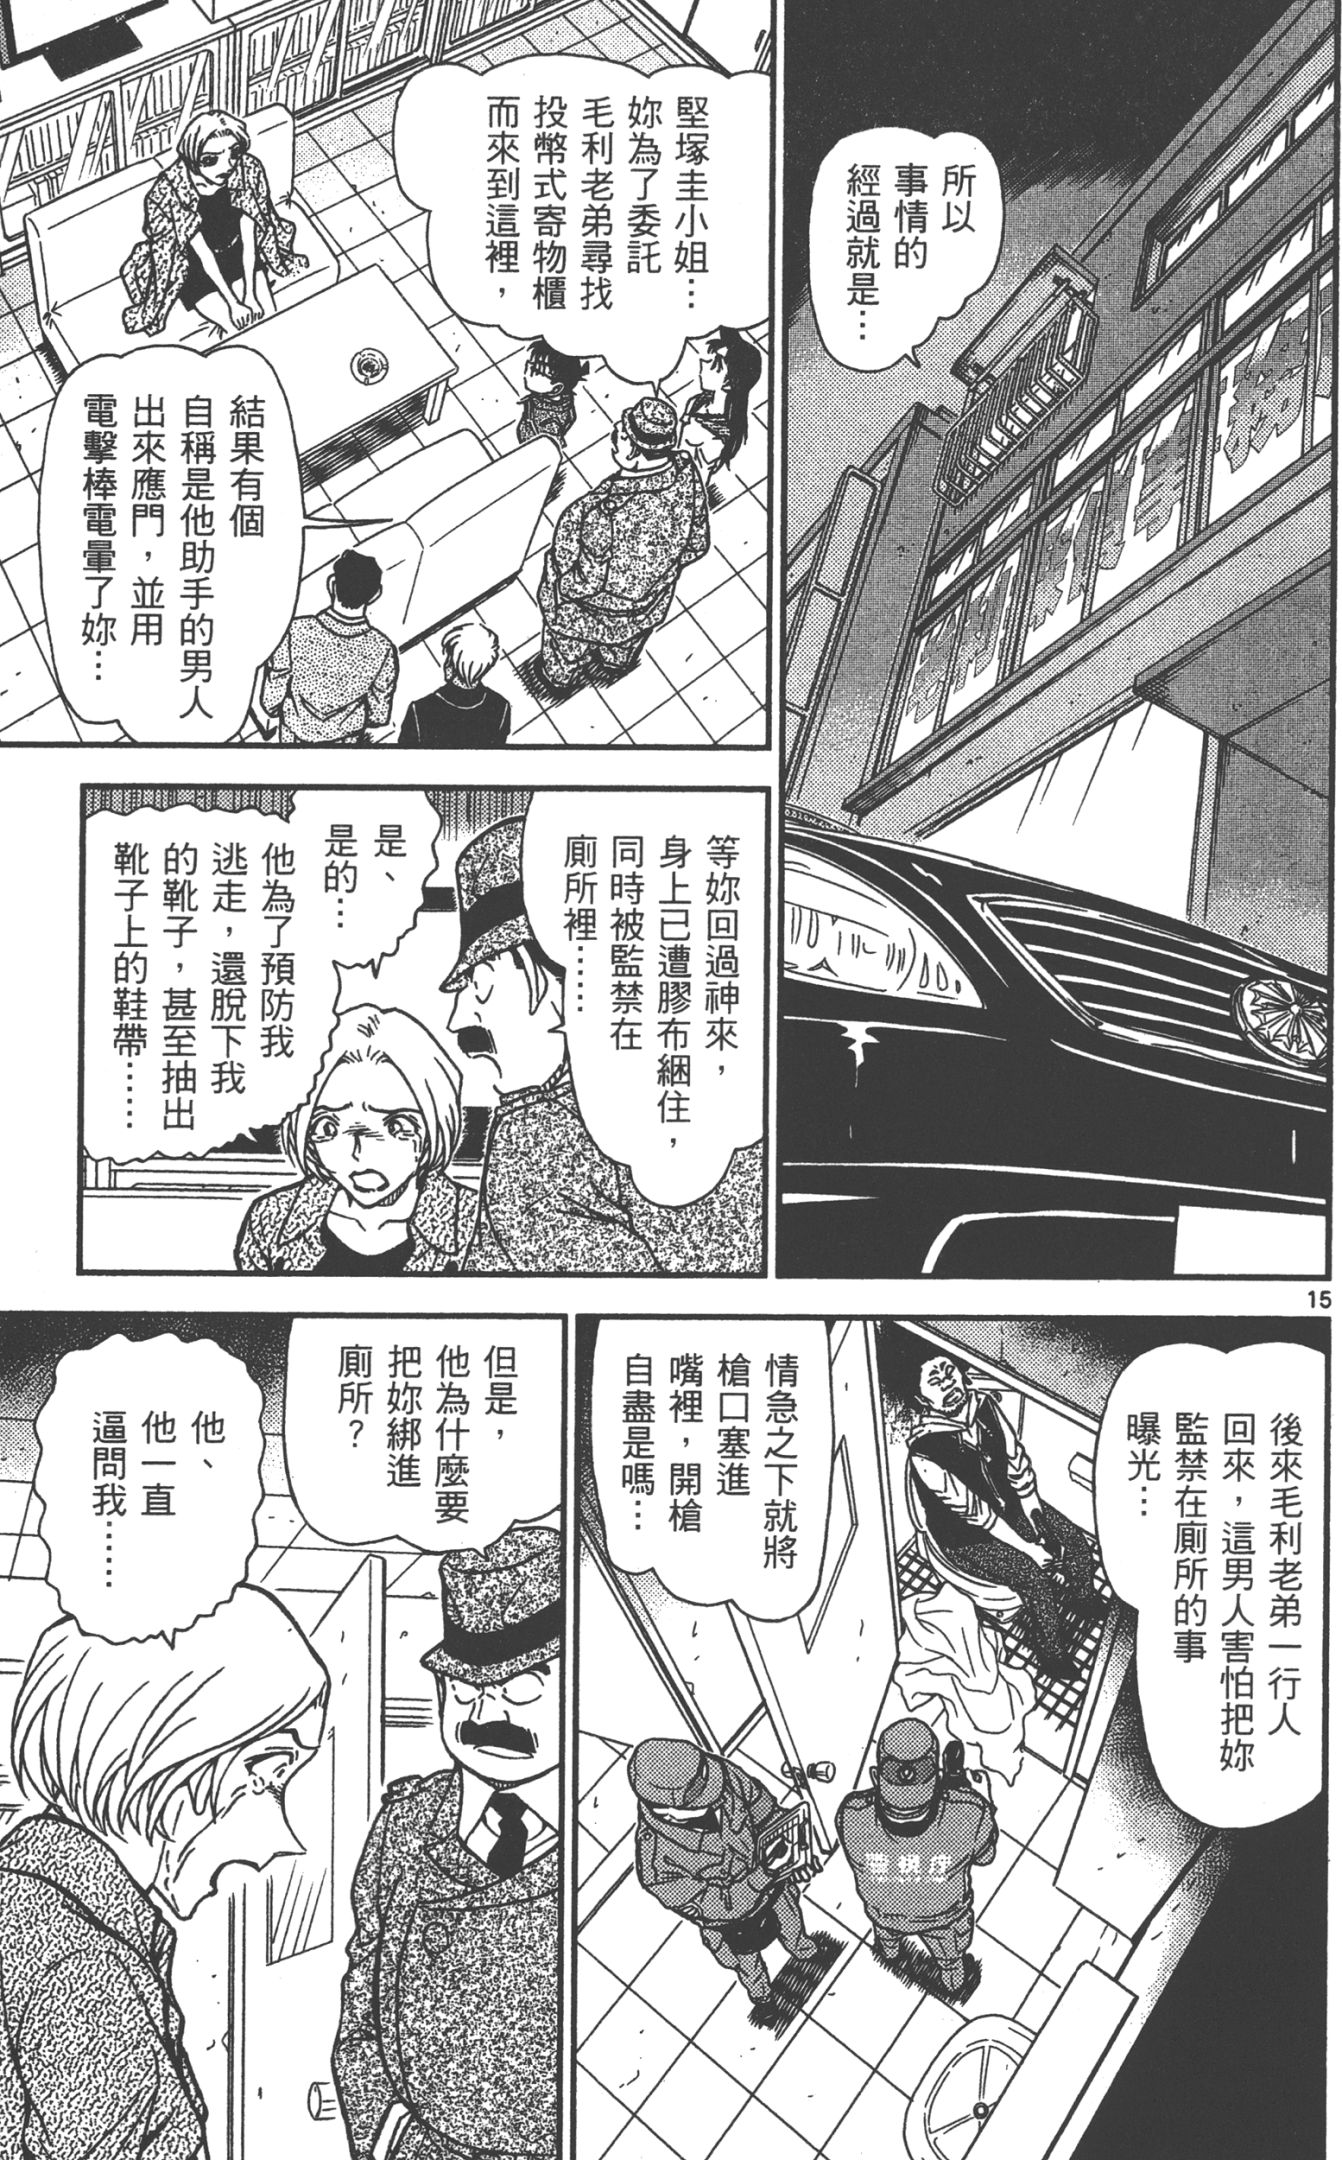 所以
事情的
經過就是…
堅塚圭小姐…
妳為了委託
毛利老弟尋找
投幣式寄物櫃
而來到這裡，
結果有個
自稱是他助手的男人
出來應門，並用
電擊棒電暈了妳…
等妳回過神來，
身上已遭膠布綑住，
同時被監禁在
廁所裡……
是、
是的…
他為了預防我
逃走，還脫下我
的靴子，甚至抽出
靴子上的鞋帶……
15
後來毛利老弟一行人
回來，這男人害怕把妳
監禁在廁所的事
曝光…
情急之下就將
槍口塞進
嘴裡，開槍
自盡是嗎…
警視庁
但是，
他為什麼要
把妳綁進
廁所？
他、
他一直
逼問我……